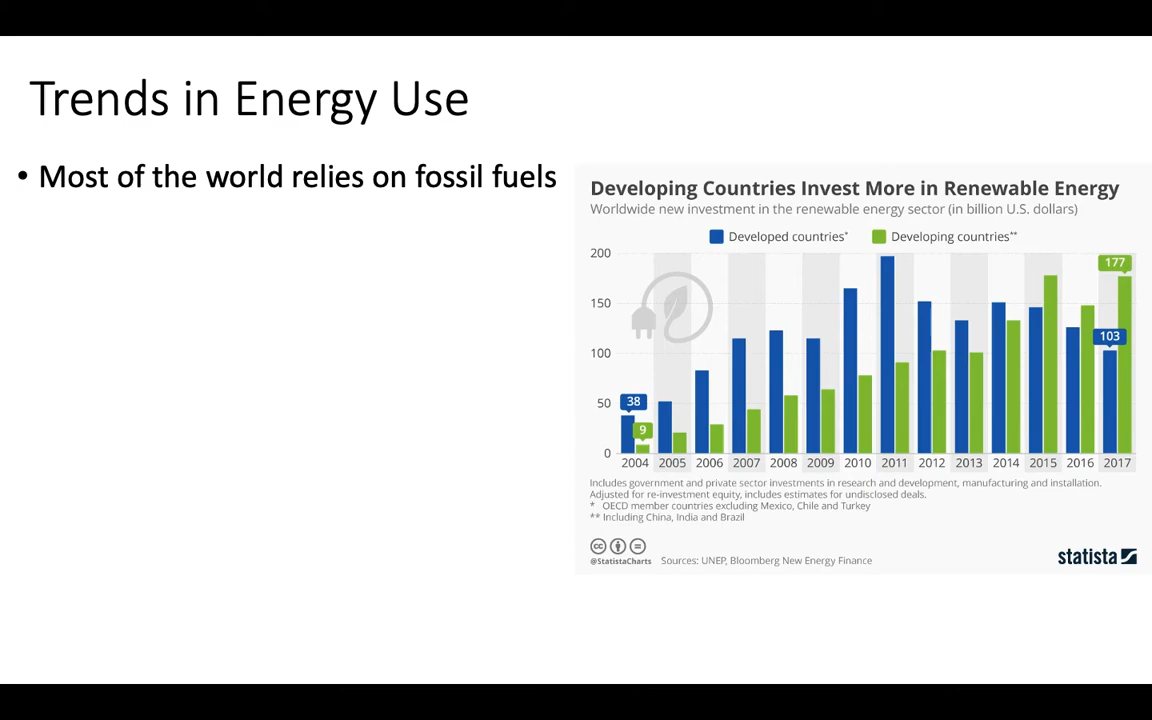 Trends in Energy Use
• Most of the world relies on fossil fuels
Developing Countries Invest More in Renewable Energy
Worldwide new investment in the renewable energy sector (in billion U.S. dollars)
Developed countries* Developing countries**
200
150
100
50
0
38
9
177
103
2004 2005 2006 2007 2008 2009 2010 2011 2012 2013 2014 2015 2016 2017
Includes government and private sector investments in research and development, manufacturing and installation.
Adjusted for re-investment equity, includes estimates for undisclosed deals.
* OECD member countries excluding Mexico, Chile and Turkey
** Including China, India and Brazil
cc
@StatistaCharts Sources: UNEP, Bloomberg New Energy Finance
statista